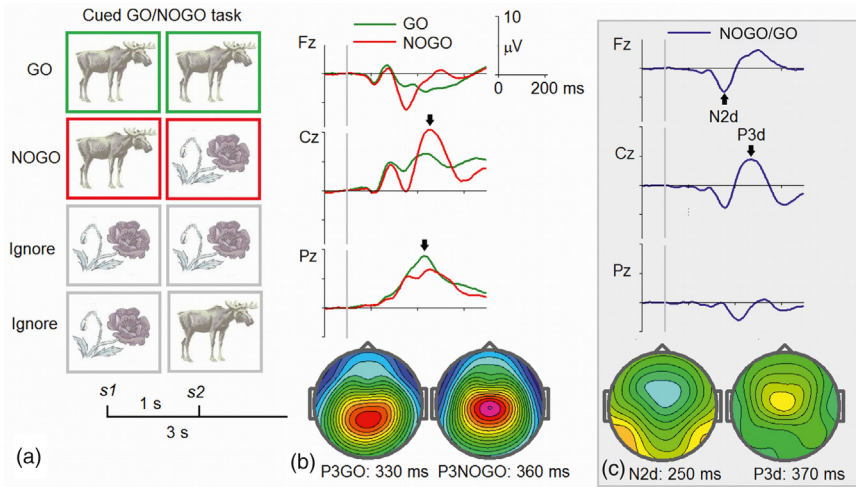 Cued GO/NOGO task
GO
NOGO
Ignore
Ignore
s1
s2
1 s
3 s
(a)
GO
NOGO
10
μV
0
200 ms
Fz
Cz
Pz
P3GO: 330 ms
P3NOGO: 360 ms
(b)
NOGO/GO
Fz
N2d
P3d
Cz
Pz
N2d: 250 ms
P3d: 370 ms
(c)